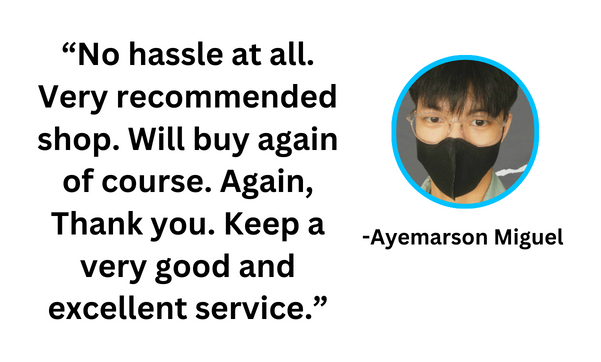 “No hassle at all.
Very recommended
shop. Will buy again
of course. Again,
Thank you. Keep a
very good and
excellent service.”
-Ayemarson Miguel